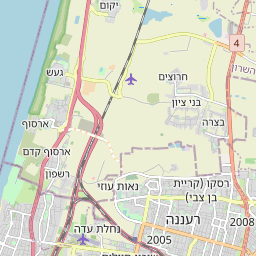 יקום
4
השרון
געש
חרוצים
בני ציון
ארסוף
בצרה
ארסוף קדם
רשפון
נאות עוזי
רסקו (קריית
בן צבי)
רעננה
נחלת עדה
2005
2008